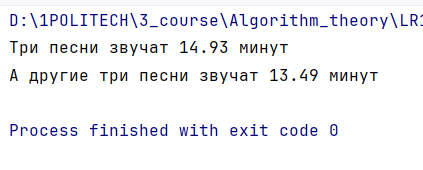 D:\1POLITECH\3_course\Algorithm_theory\LR1
Три песни звучат 14.93 минут
А другие три песни звучат 13.49 минут
Process finished with exit code 0